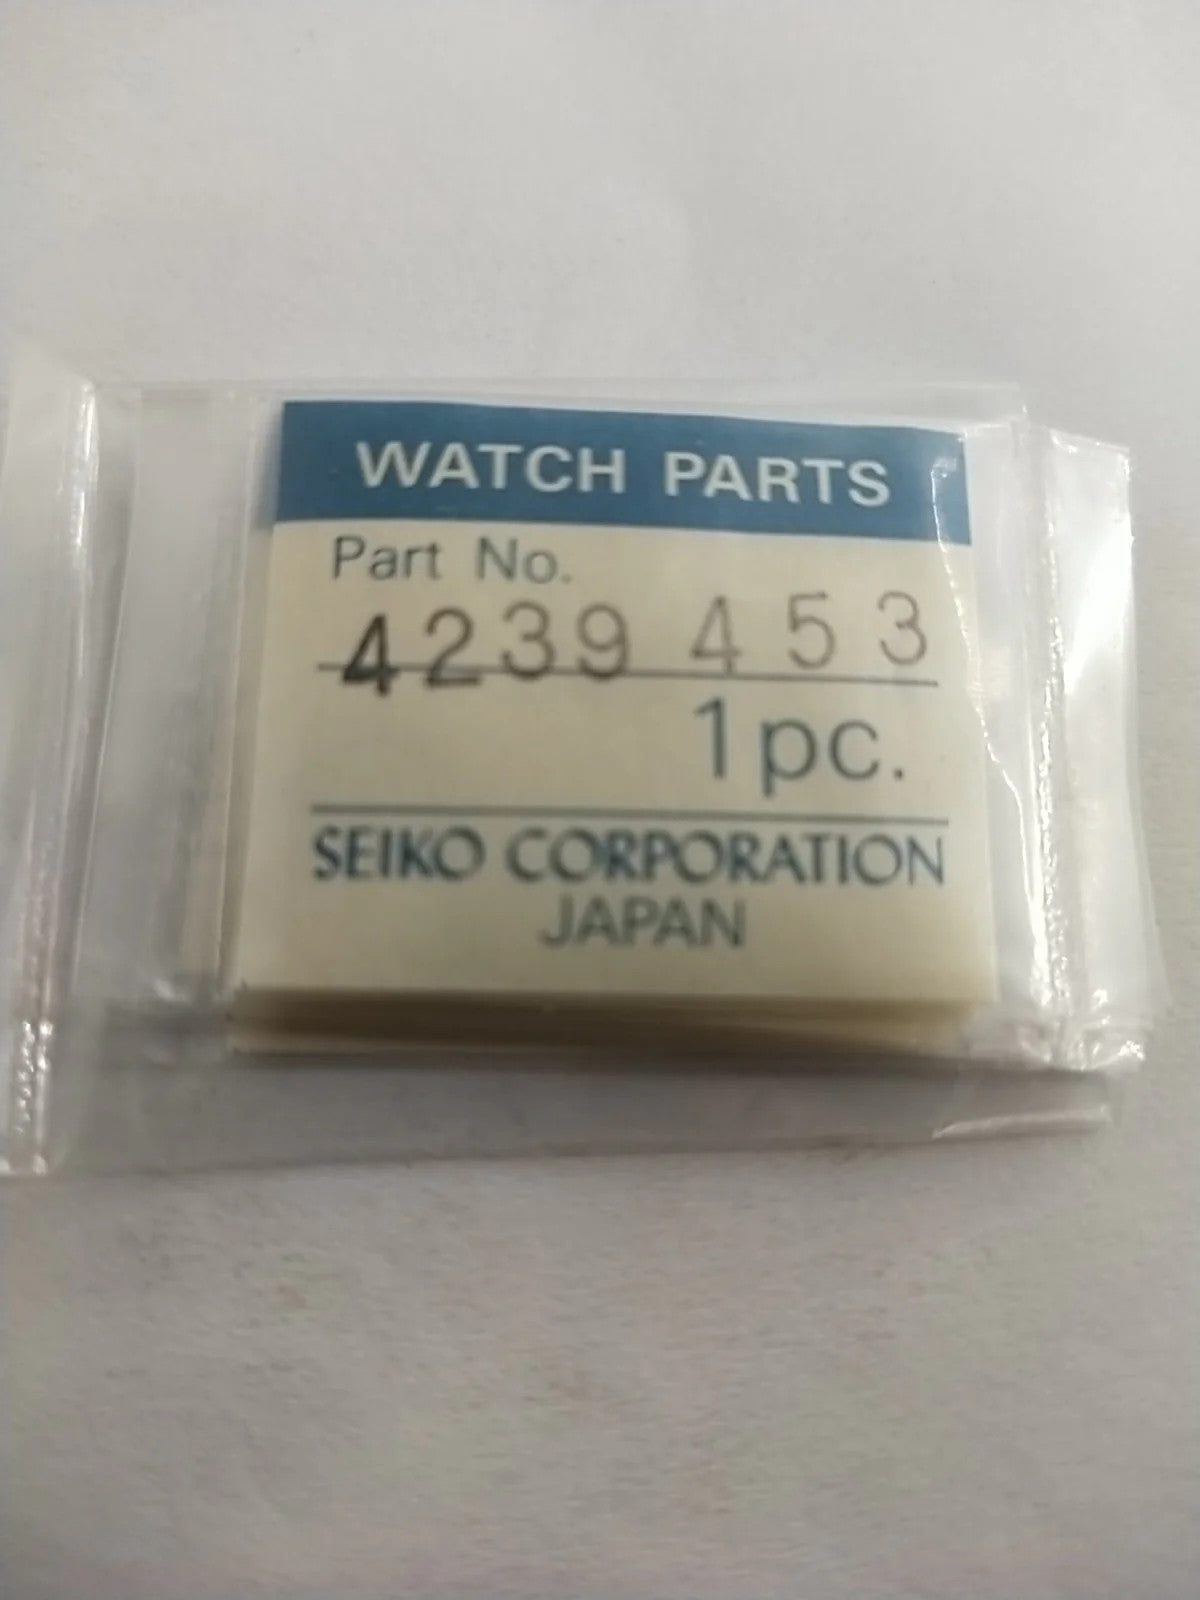 WATCH PARTS
Part No.
4239 453
1pc.
SEIKO CORPORATION
JAPAN